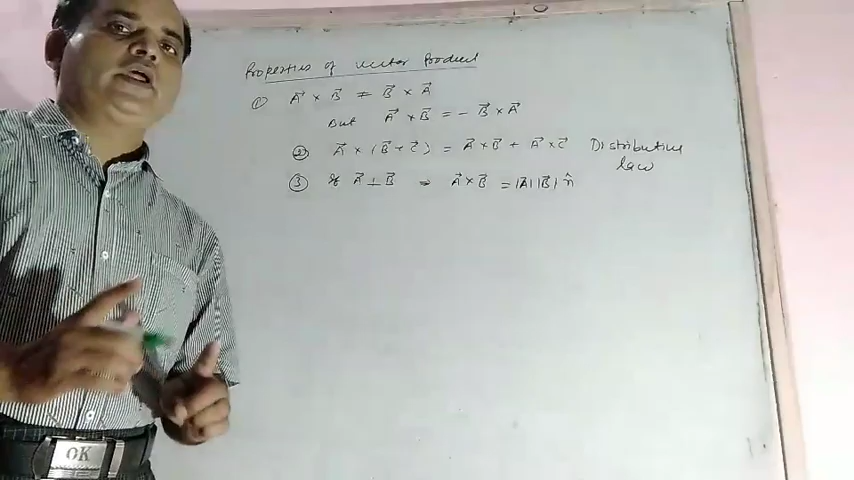 Properties of vector Product
① A⃗ × B⃗ ≠ B⃗ × A⃗
But A⃗ × B⃗ = - B⃗ × A⃗
② A⃗ × (B⃗ + C⃗) = A⃗ × B⃗ + A⃗ × C⃗ Distributive law
③ If A⃗ ⊥ B⃗ ⇒ A⃗ × B⃗ = |A⃗| |B⃗| n̂
OK